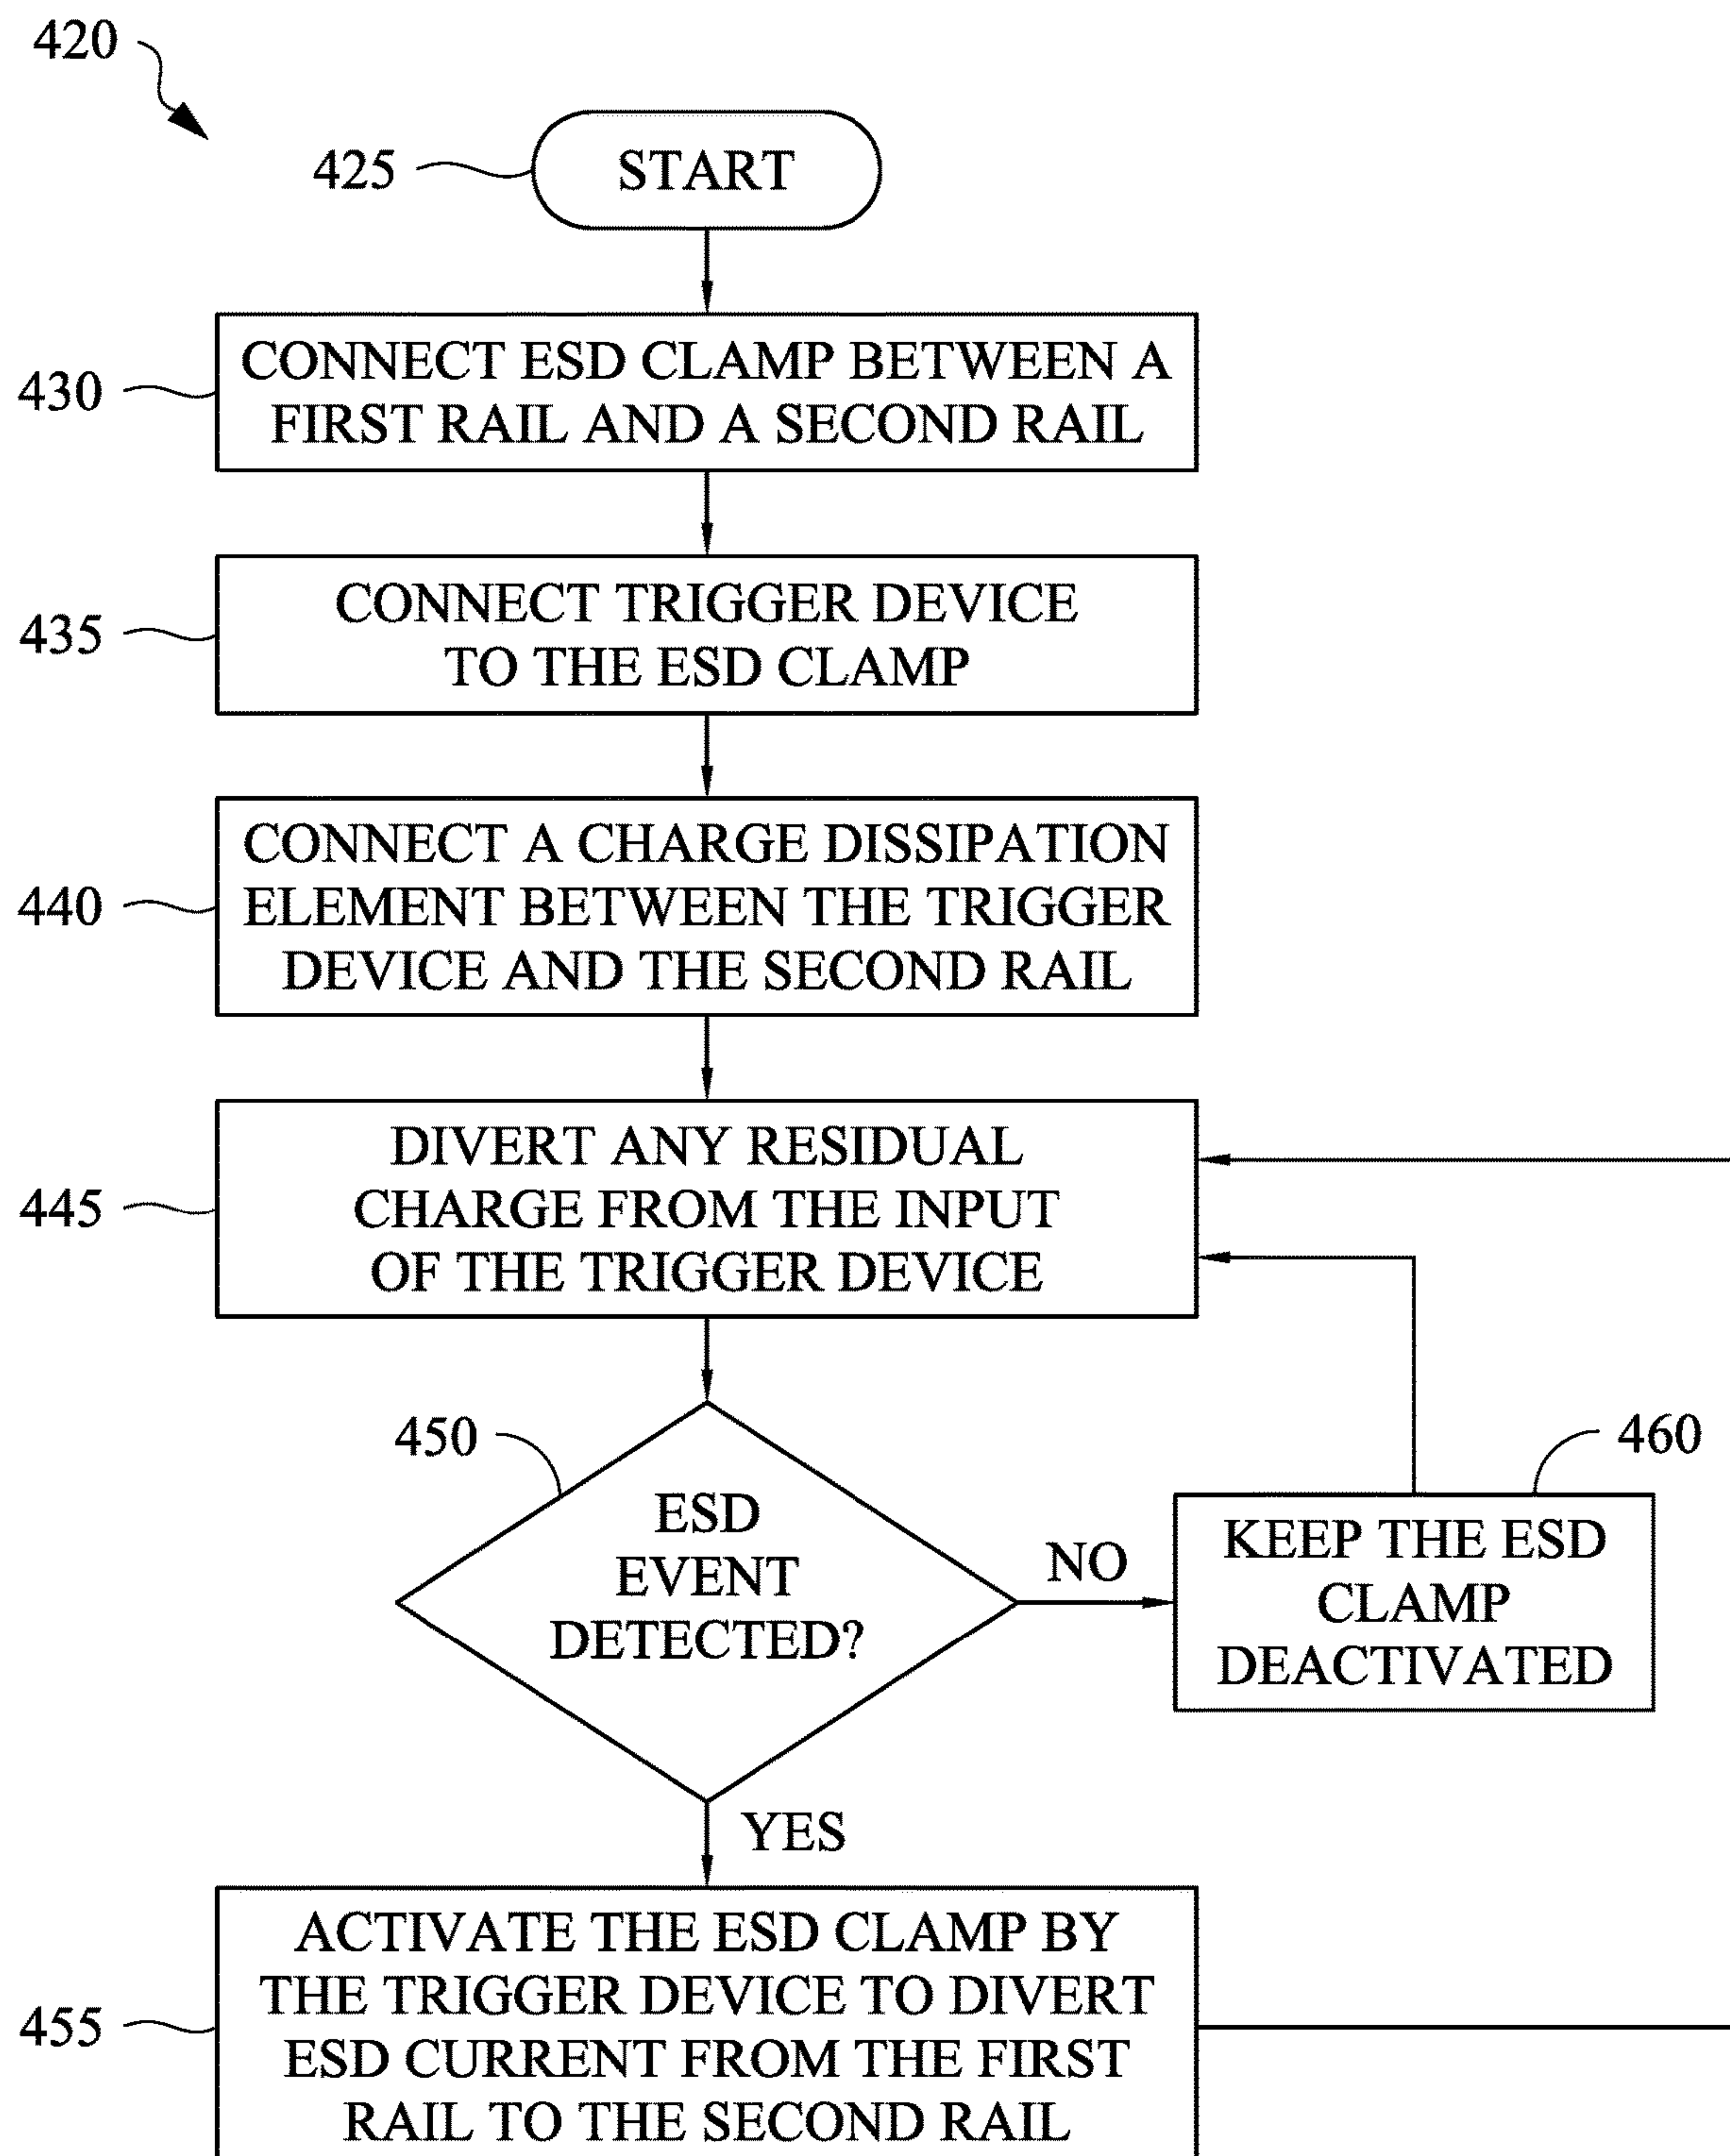 420
425
START
430
CONNECT ESD CLAMP BETWEEN A
FIRST RAIL AND A SECOND RAIL
435
CONNECT TRIGGER DEVICE
TO THE ESD CLAMP
440
CONNECT A CHARGE DISSIPATION
ELEMENT BETWEEN THE TRIGGER
DEVICE AND THE SECOND RAIL
445
DIVERT ANY RESIDUAL
CHARGE FROM THE INPUT
OF THE TRIGGER DEVICE
450
ESD
EVENT
DETECTED?
NO
460
KEEP THE ESD
CLAMP
DEACTIVATED
YES
455
ACTIVATE THE ESD CLAMP BY
THE TRIGGER DEVICE TO DIVERT
ESD CURRENT FROM THE FIRST
RAIL TO THE SECOND RAIL